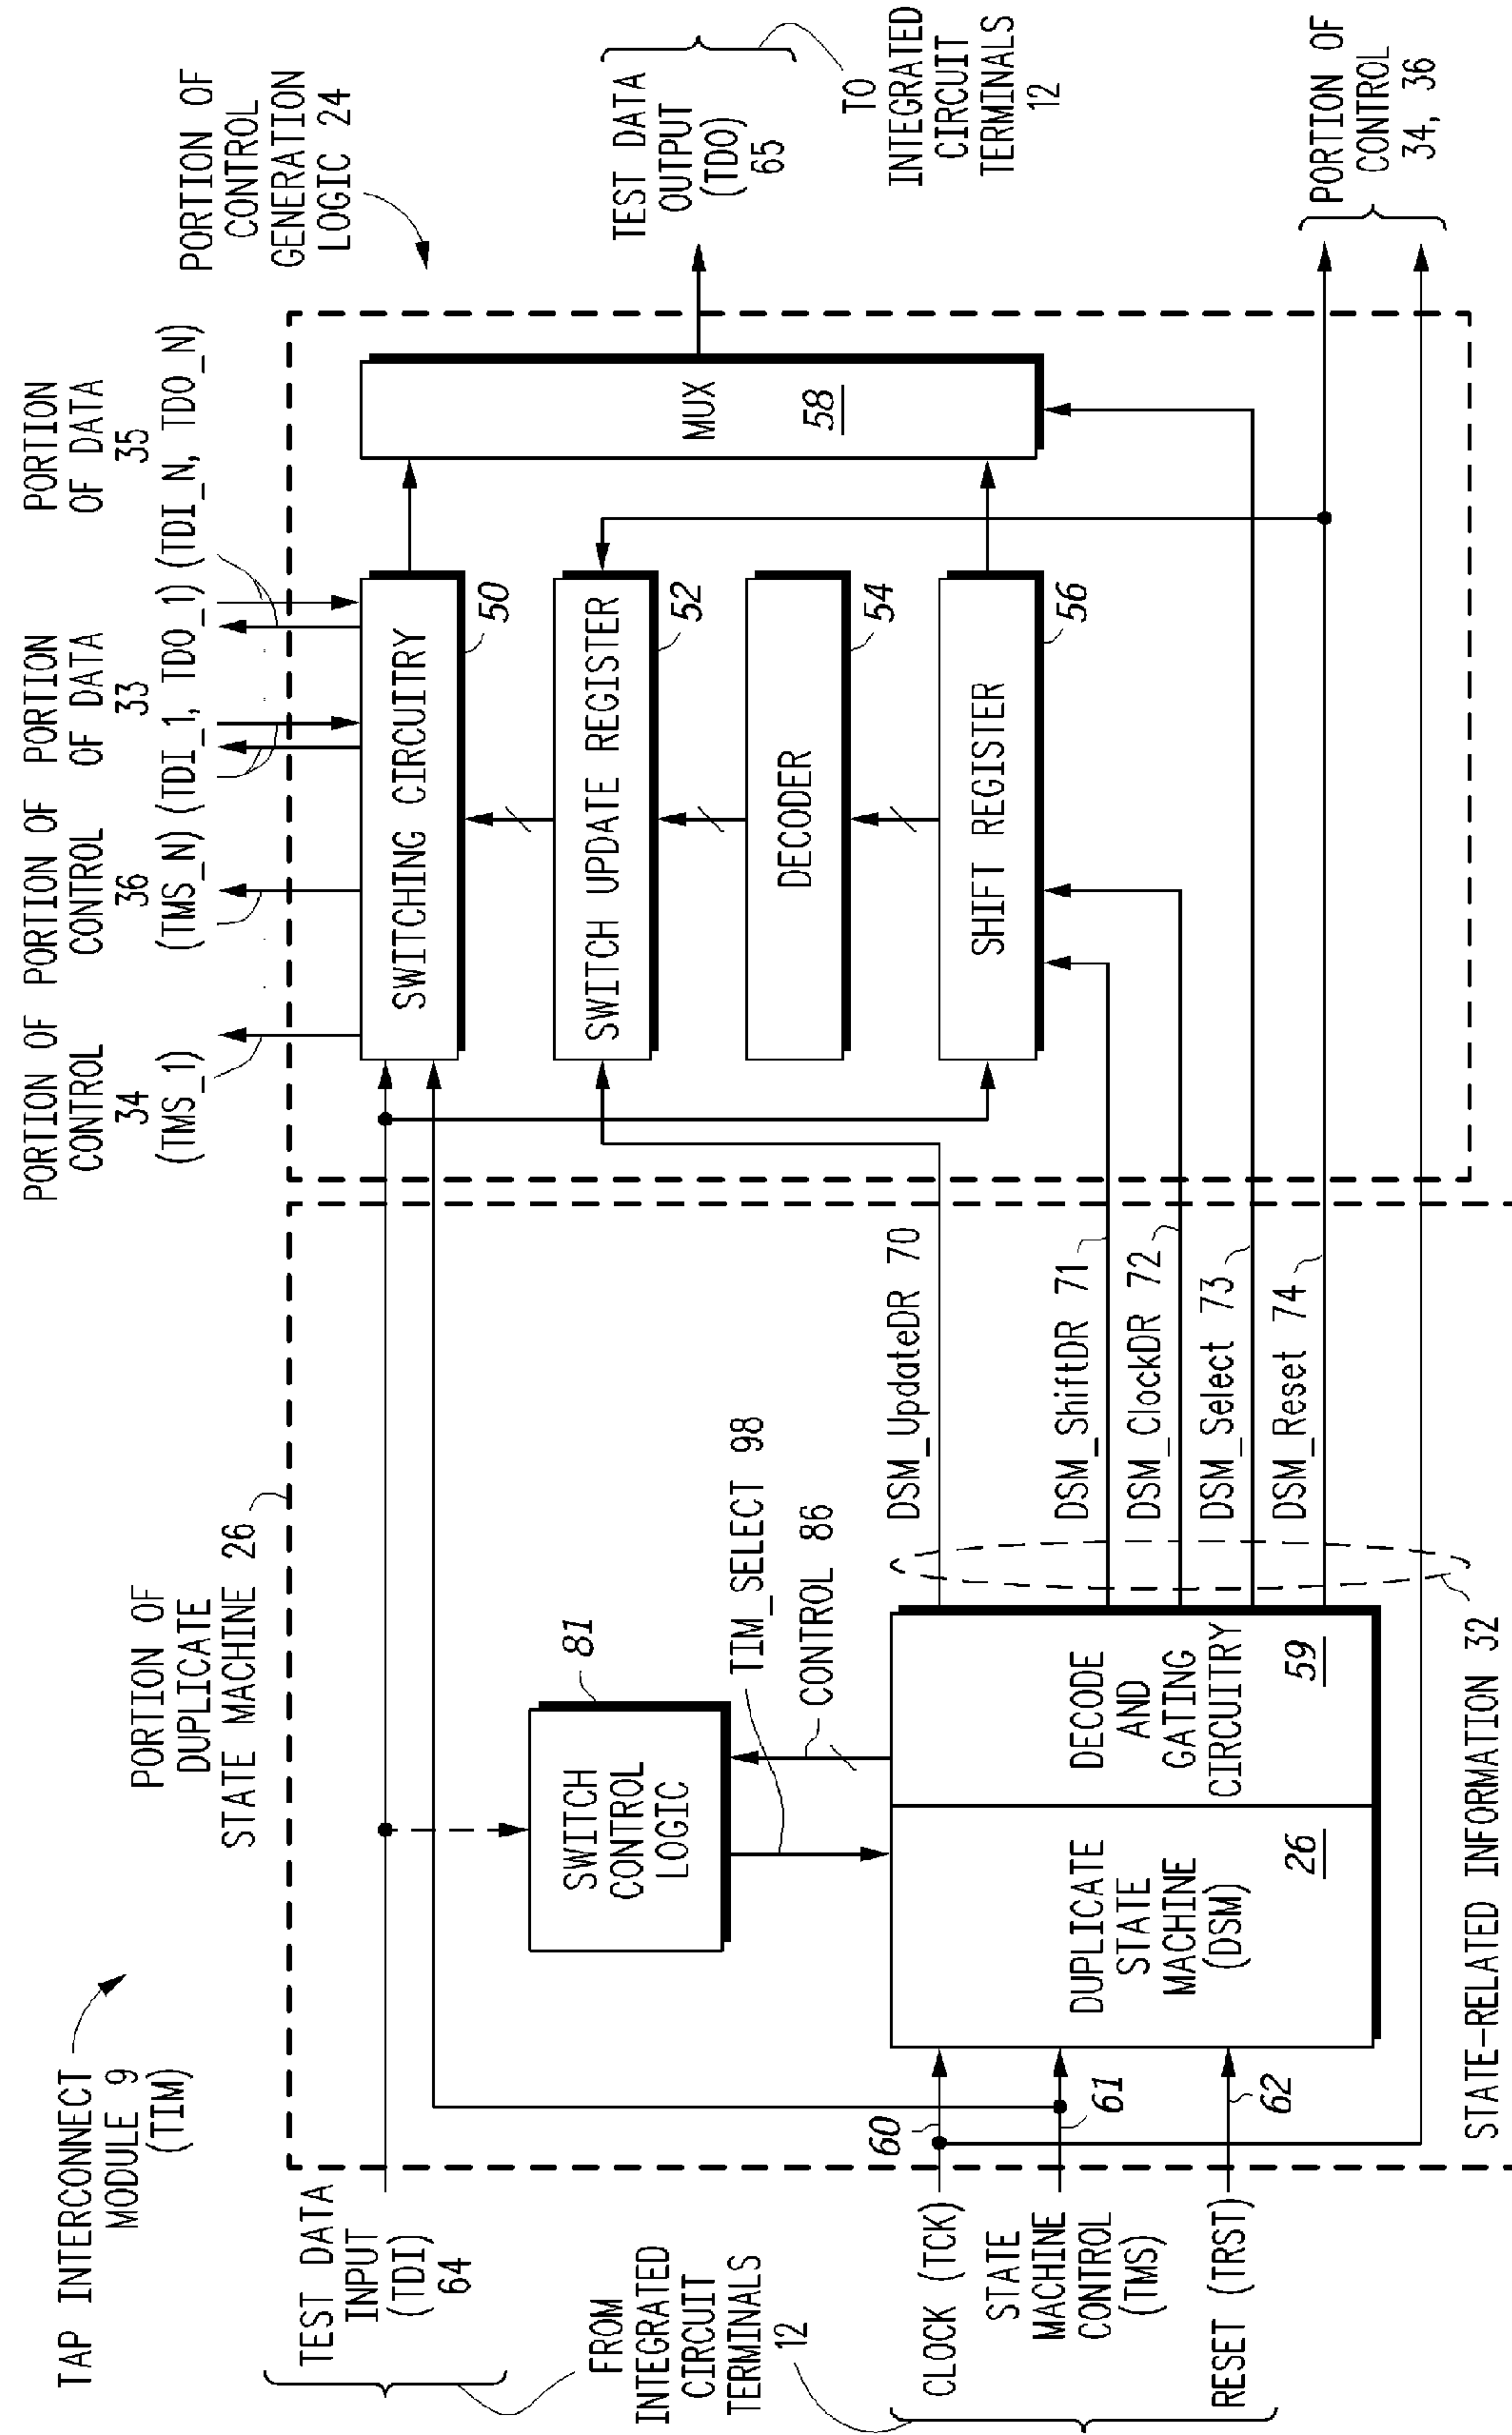 TAP INTERCONNECT
MODULE 9
(TIM)
PORTION OF
DUPLICATE
STATE MACHINE 26
PORTION OF
CONTROL
34
(TMS_1)
PORTION OF
CONTROL
36
(TMS_N)
PORTION
OF DATA
33
(TDI_1, TDO_1)
PORTION
OF DATA
35
(TDI_N, TDO_N)
PORTION OF
CONTROL
GENERATION
LOGIC 24
TEST DATA
INPUT
(TDI)
64
FROM
INTEGRATED
CIRCUIT
TERMINALS
12
CLOCK (TCK)
STATE
MACHINE
CONTROL
(TMS)
RESET (TRST)
60
61
62
SWITCH
CONTROL
LOGIC
81
TIM_SELECT 98
CONTROL 86
DUPLICATE
STATE
MACHINE
(DSM)
26
DECODE
AND
GATING
CIRCUITRY
59
DSM_UpdateDR 70
DSM_ShiftDR 71
DSM_ClockDR 72
DSM_Select 73
DSM_Reset 74
STATE-RELATED INFORMATION 32
SWITCHING CIRCUITRY
50
SWITCH UPDATE REGISTER
52
DECODER
54
SHIFT REGISTER
56
MUX
58
TEST DATA
OUTPUT
(TDO)
65
TO
INTEGRATED
CIRCUIT
TERMINALS
12
PORTION OF
CONTROL
34, 36